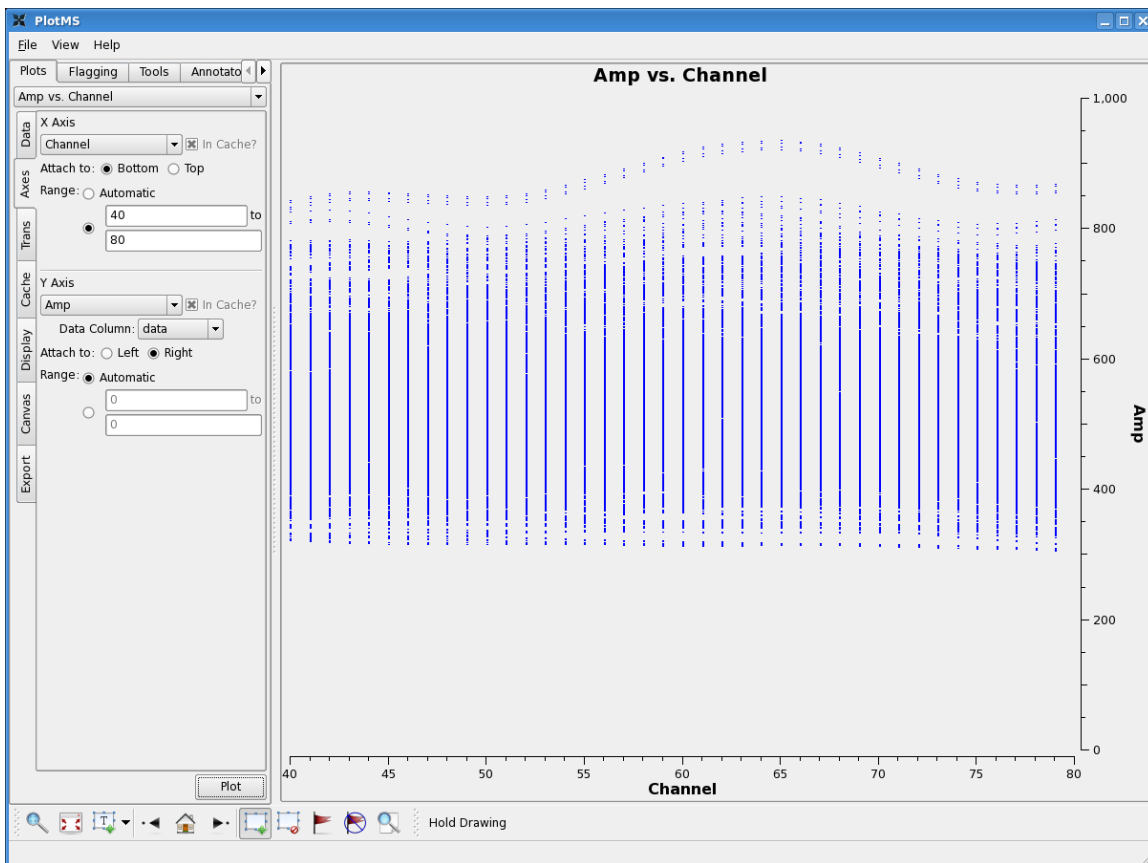 PlotMS
File View Help
Plots Flagging Tools Annotato
Amp vs. Channel
Data
Axes
Trans
Cache
Display
Canvas
Export
X Axis
Channel In Cache?
Attach to: Bottom Top
Range: Automatic
40 to
80
Y Axis
Amp In Cache?
Data Column: data
Attach to: Left Right
Range: Automatic
0 to
0
Plot
Amp vs. Channel
1,000
800
600
400
200
0
Amp
40 45 50 55 60 65 70 75 80
Channel
T Hold Drawing